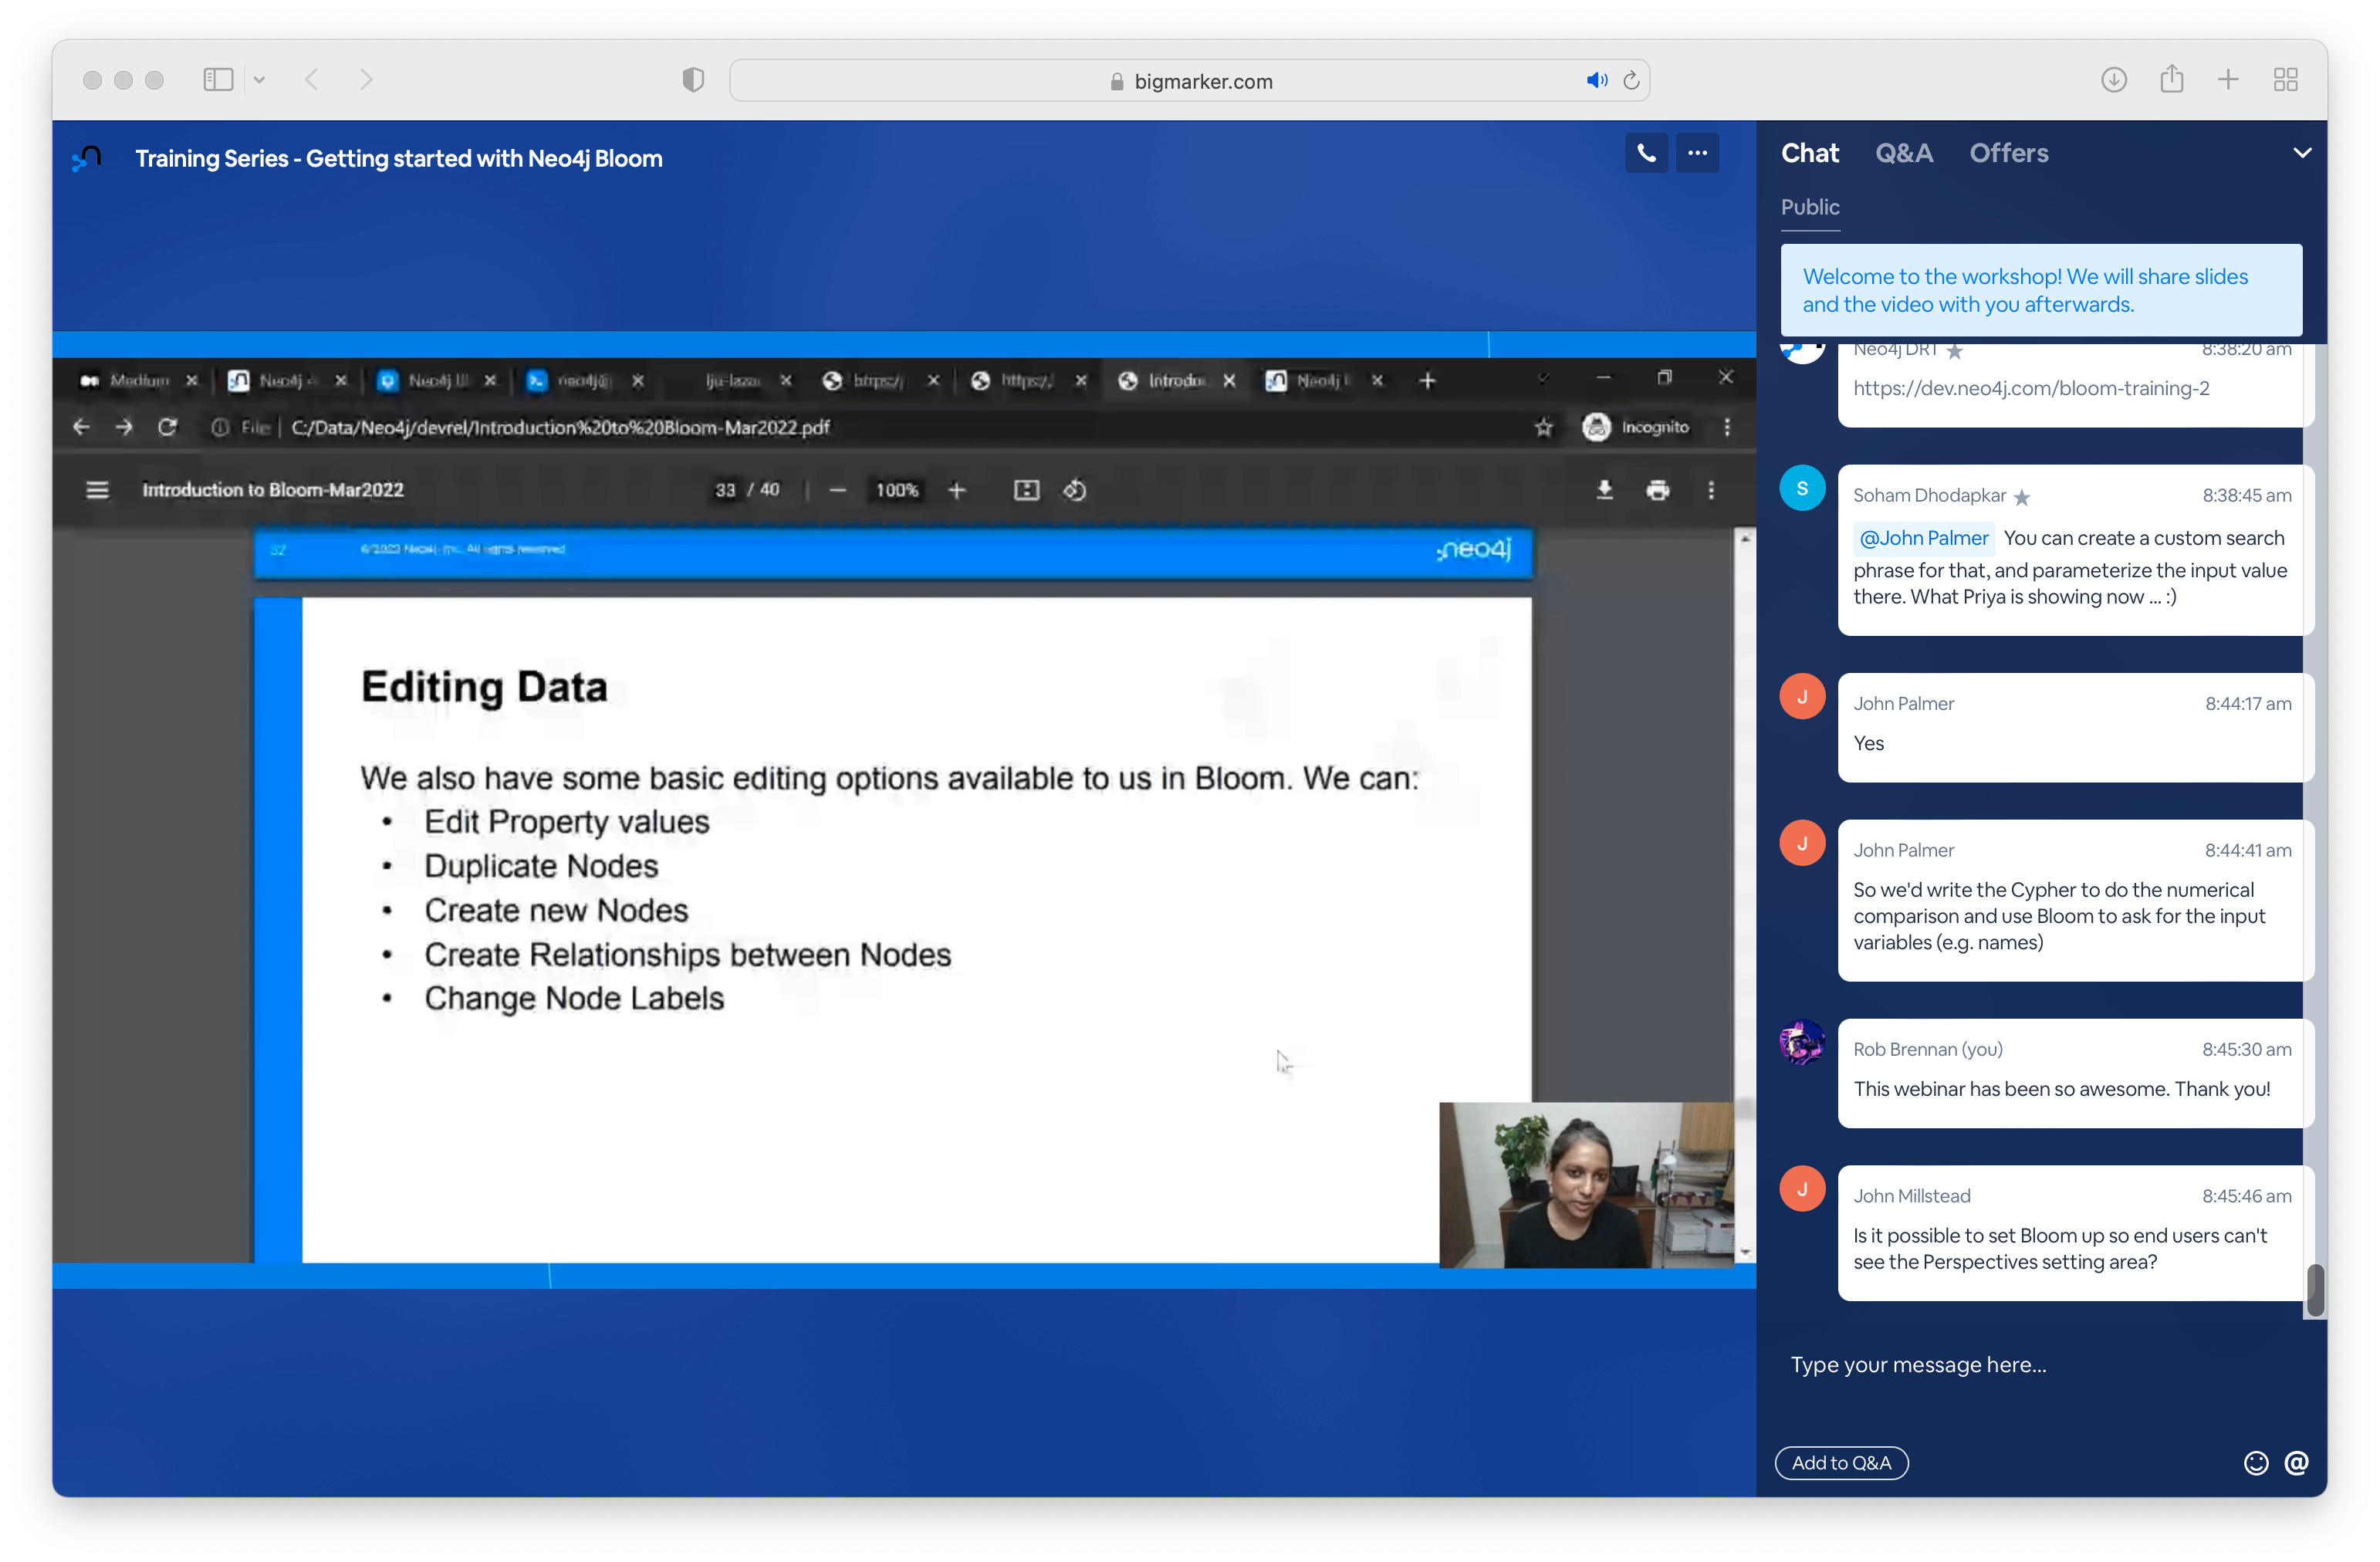 bigmarker.com
Training Series - Getting started with Neo4j Bloom
Medium
Neo4j
Neo4j
neo4j@
https:/
https:/
Introdu
Neo4j
File | C:/Data/Neo4j/devrel/Introduction%20to%20Bloom-Mar2022.pdf
Incognito
Introduction to Bloom-Mar2022
33 / 40
100%
32
©2022 Neo4j, Inc. All rights reserved
neo4j
Editing Data
We also have some basic editing options available to us in Bloom. We can:
• Edit Property values
• Duplicate Nodes
• Create new Nodes
• Create Relationships between Nodes
• Change Node Labels
Chat Q&A Offers
Public
Welcome to the workshop! We will share slides
and the video with you afterwards.
Neo4j DRT 8:38:20 am
https://dev.neo4j.com/bloom-training-2
S
Soham Dhodapkar 8:38:45 am
@John Palmer You can create a custom search
phrase for that, and parameterize the input value
there. What Priya is showing now ... :)
J
John Palmer 8:44:17 am
Yes
J
John Palmer 8:44:41 am
So we'd write the Cypher to do the numerical
comparison and use Bloom to ask for the input
variables (e.g. names)
Rob Brennan (you) 8:45:30 am
This webinar has been so awesome. Thank you!
J
John Millstead 8:45:46 am
Is it possible to set Bloom up so end users can't
see the Perspectives setting area?
Type your message here...
Add to Q&A
@